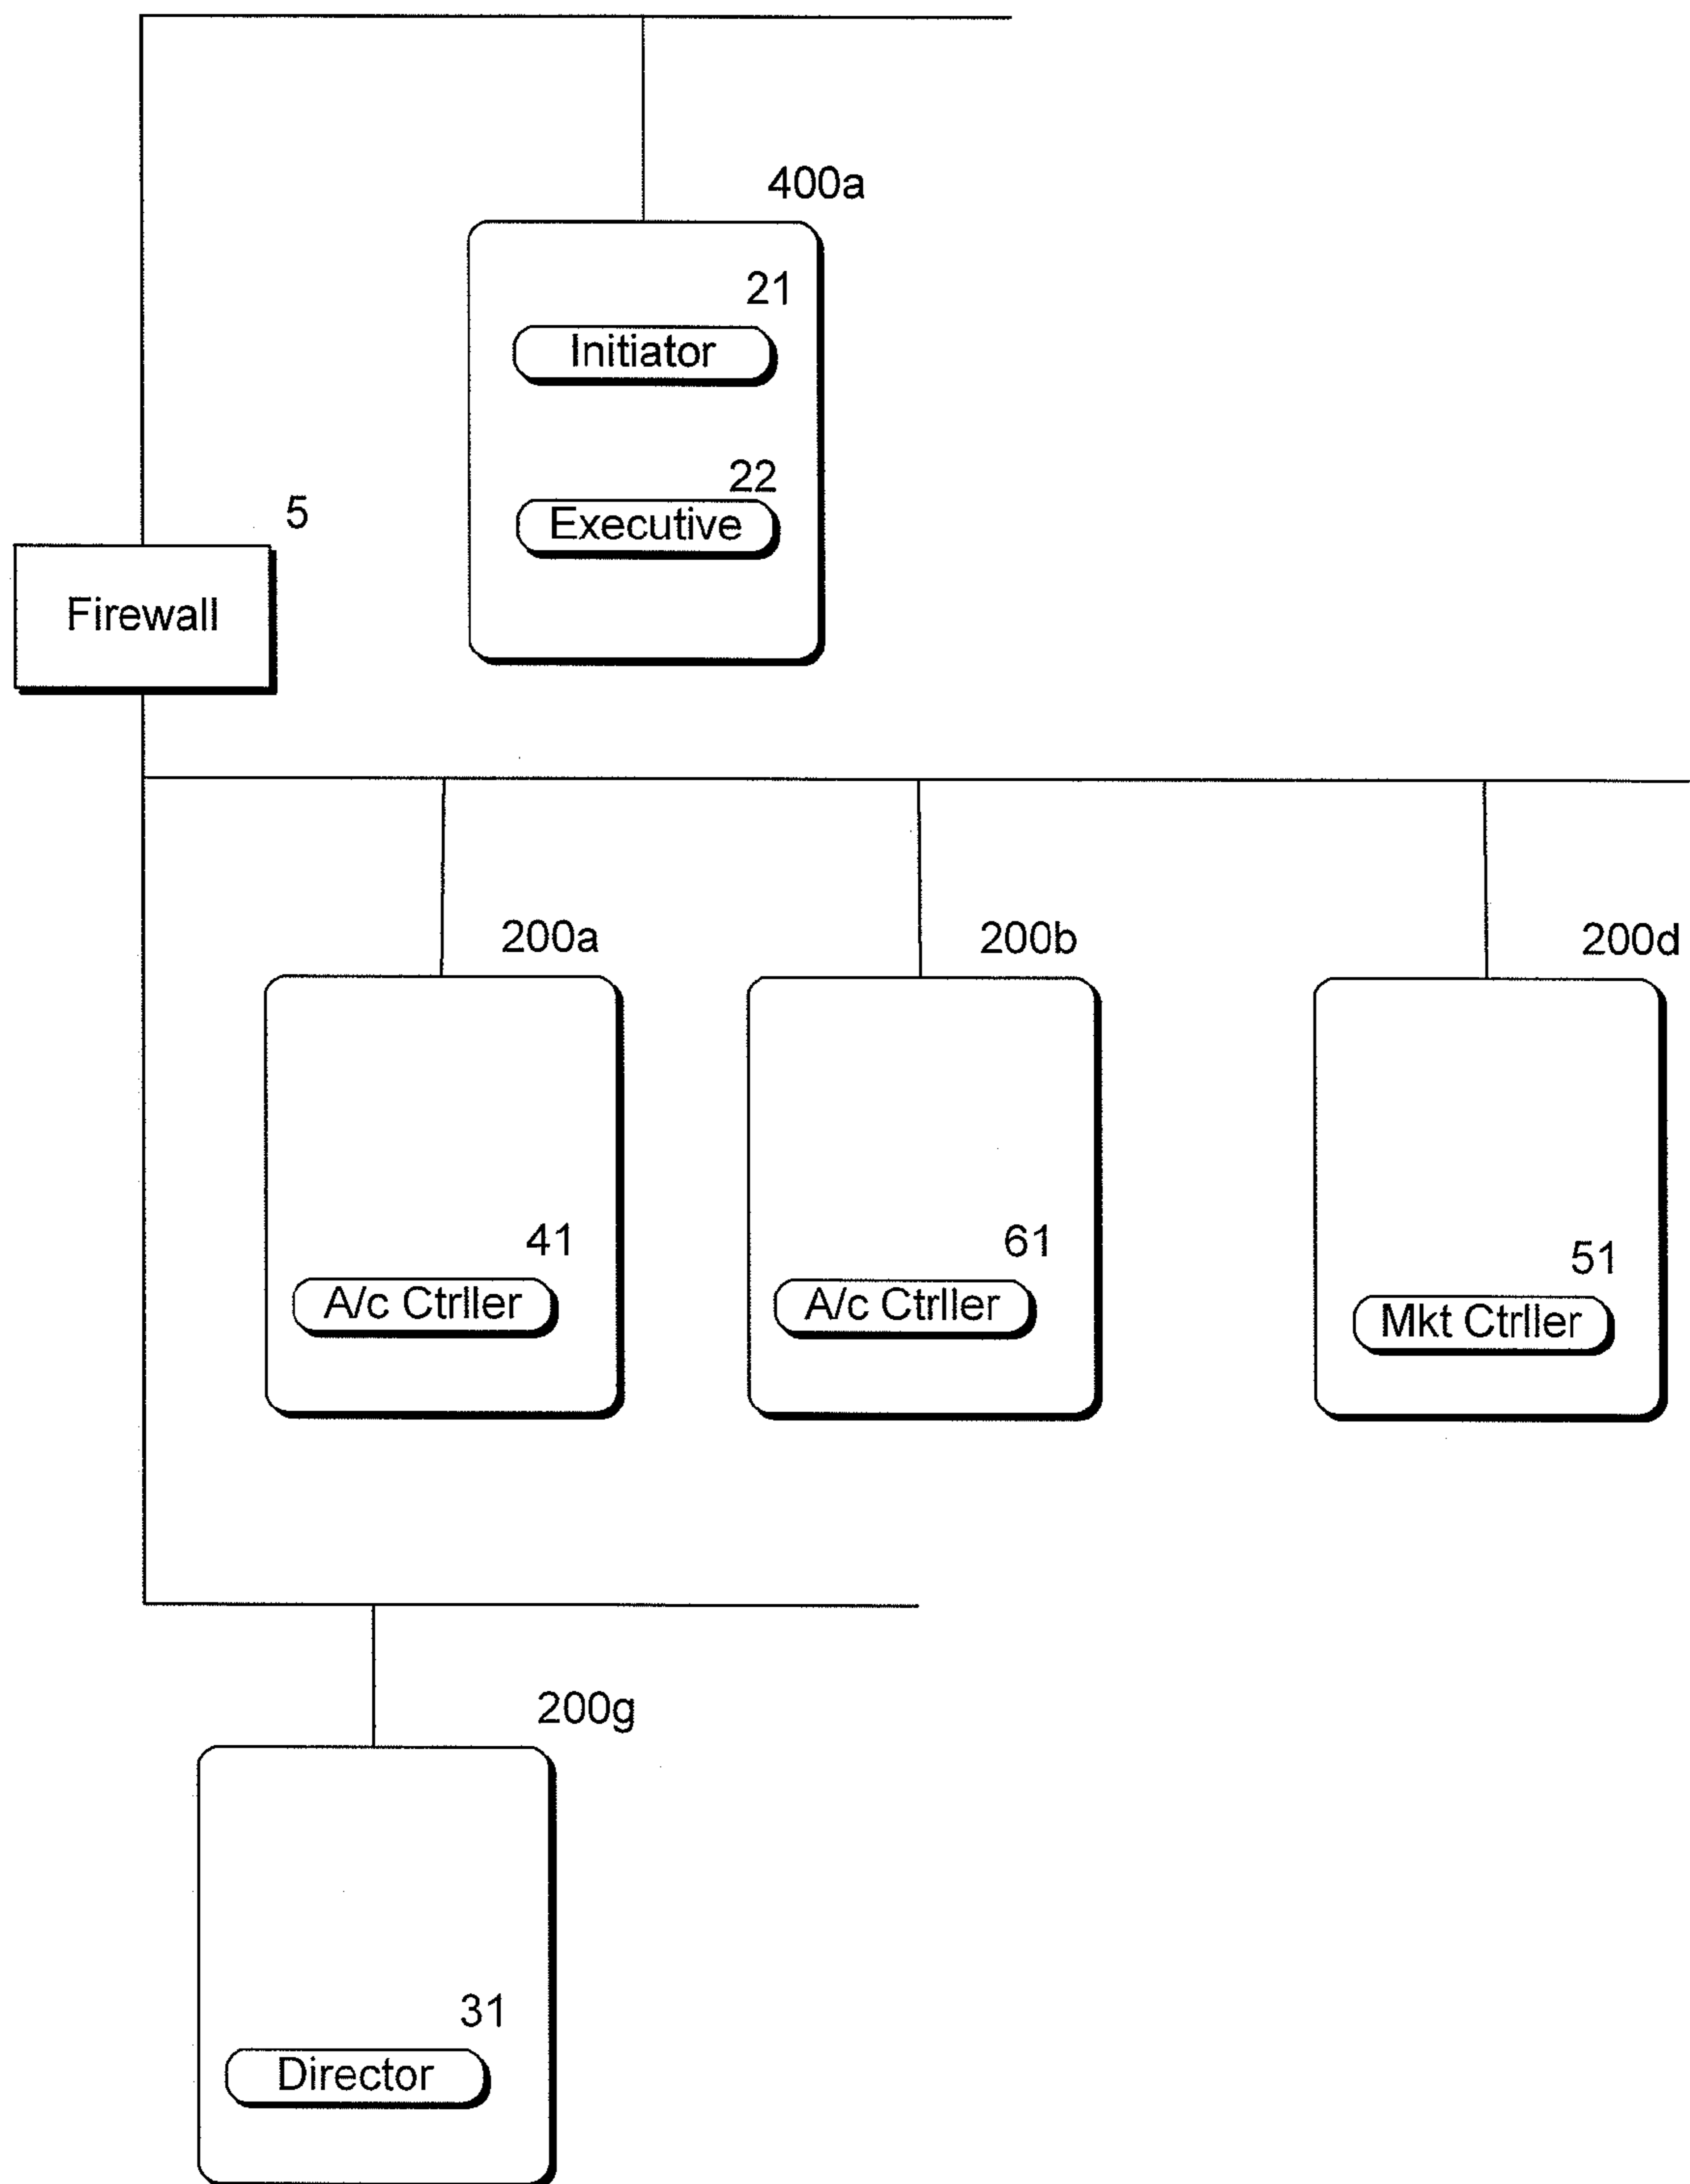 400a
21
Initiator
22
Executive
5
Firewall
200a
200b
200d
41
A/c Ctrller
61
A/c Ctrller
51
Mkt Ctrller
200g
31
Director